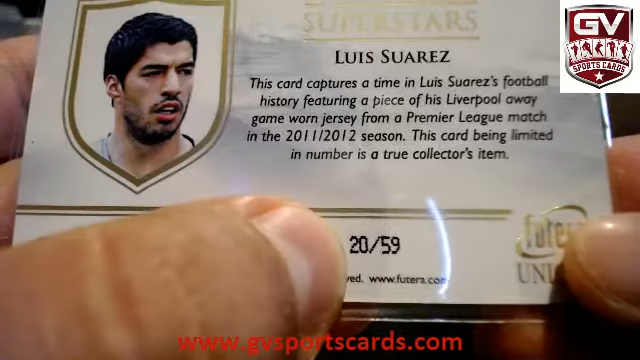 SUPERSTARS
GV
SPORTS CARDS
LUIS SUAREZ
This card captures a time in Luis Suarez's football
history featuring a piece of his Liverpool away
game worn jersey from a Premier League match
in the 2011/2012 season. This card being limited
in number is a true collector's item.
20/59
futera
www.futera.com
www.gvsportscards.com